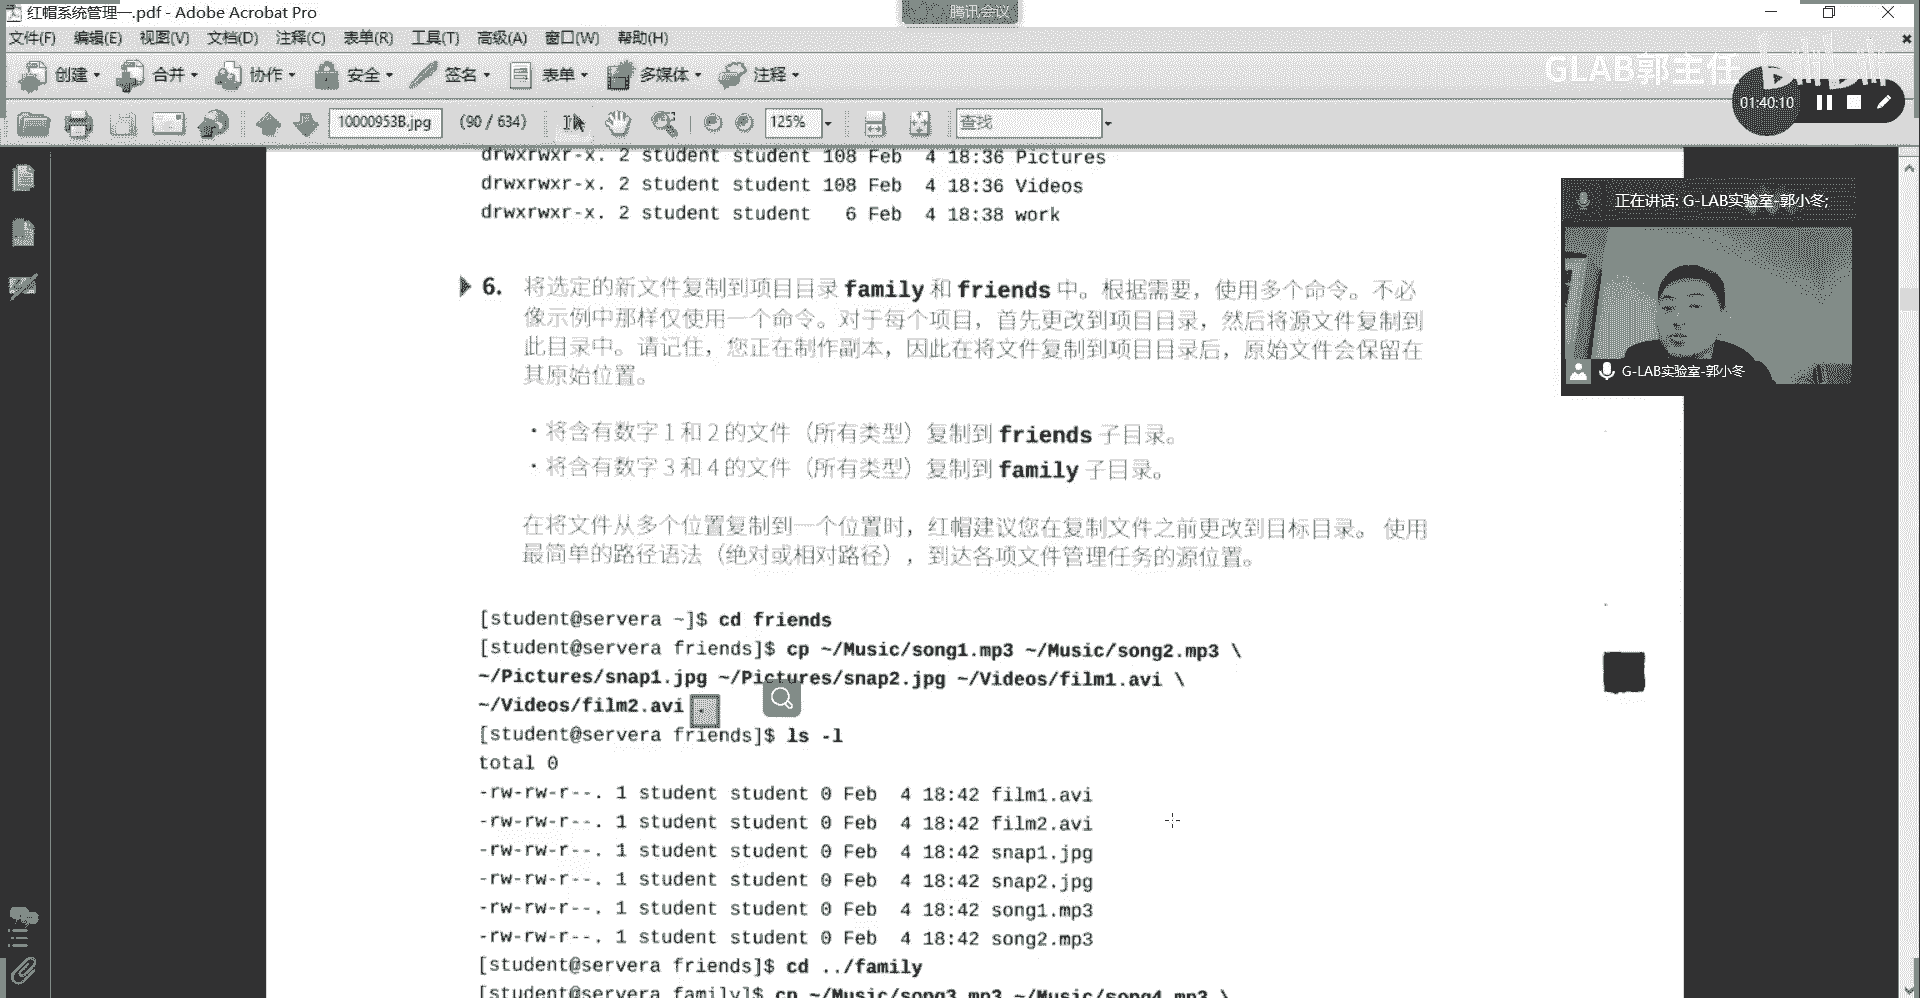 红帽系统管理一.pdf - Adobe Acrobat Pro
腾讯会议
文件(F) 编辑(E) 视图(V) 文档(D) 注释(C) 表单(R) 工具(T) 高级(A) 窗口(W) 帮助(H)
创建 合并 协作 安全 签名 表单 多媒体 注释
GLAB郭主任
01:40:10
10000953B.jpg (90 / 634) 125% 查找
drwxrwxr-x. 2 student student 108 Feb 4 18:36 Pictures
drwxrwxr-x. 2 student student 108 Feb 4 18:36 Videos
drwxrwxr-x. 2 student student 6 Feb 4 18:38 work
正在讲话: G-LAB实验室-郭小冬;
G-LAB实验室-郭小冬
6. 将选定的新文件复制到项目目录 family 和 friends 中。根据需要，使用多个命令。不必
像示例中那样仅使用一个命令。对于每个项目，首先更改到项目目录，然后将源文件复制到
此目录中。请记住，您正在制作副本，因此在将文件复制到项目目录后，原始文件会保留在
其原始位置。
• 将含有数字 1 和 2 的文件（所有类型）复制到 friends 子目录。
• 将含有数字 3 和 4 的文件（所有类型）复制到 family 子目录。
在将文件从多个位置复制到一个位置时，红帽建议您在复制文件之前更改到目标目录。 使用
最简单的路径语法（绝对或相对路径），到达各项文件管理任务的源位置。
[student@servera ~]$ cd friends
[student@servera friends]$ cp ~/Music/song1.mp3 ~/Music/song2.mp3 \
~/Pictures/snap1.jpg ~/Pictures/snap2.jpg ~/Videos/film1.avi \
~/Videos/film2.avi .
[student@servera friends]$ ls -l
total 0
-rw-rw-r--. 1 student student 0 Feb 4 18:42 film1.avi
-rw-rw-r--. 1 student student 0 Feb 4 18:42 film2.avi
-rw-rw-r--. 1 student student 0 Feb 4 18:42 snap1.jpg
-rw-rw-r--. 1 student student 0 Feb 4 18:42 snap2.jpg
-rw-rw-r--. 1 student student 0 Feb 4 18:42 song1.mp3
-rw-rw-r--. 1 student student 0 Feb 4 18:42 song2.mp3
[student@servera friends]$ cd ../family
[student@servera family]$ cp ~/Music/song3.mp3 ~/Music/song4.mp3 \